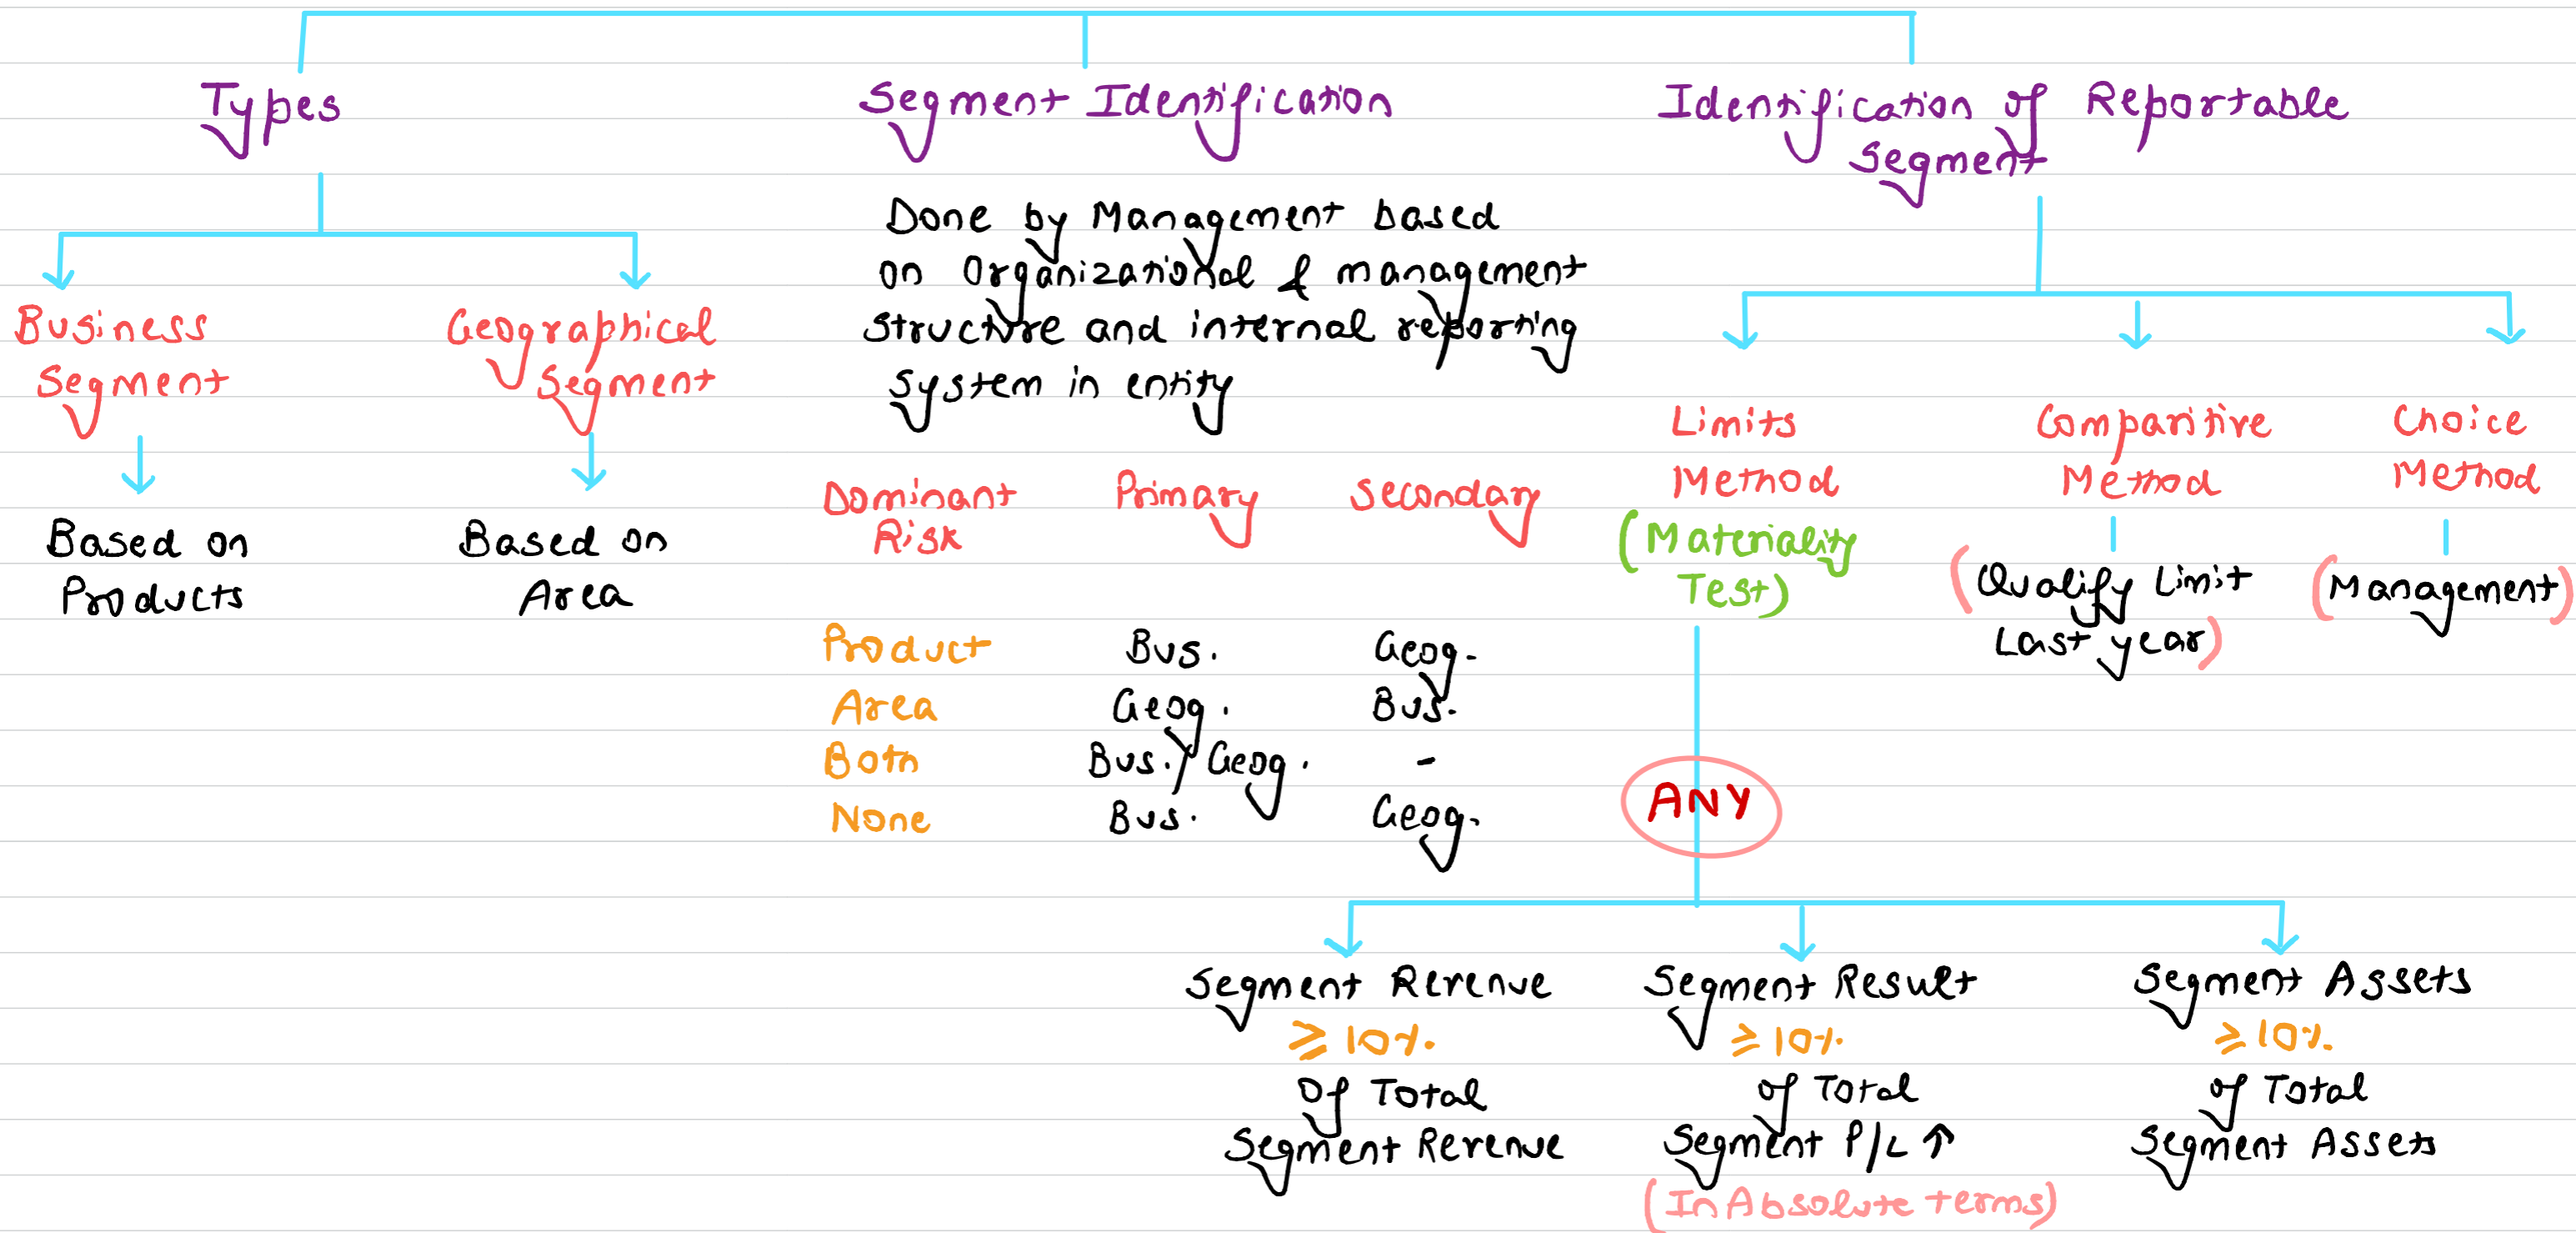 Types
Business
Segment
Based on
Products
Geographical
Segment
Based on
Area
Segment Identification
Done by Management based
on Organizational & management
structure and internal reporting
system in entity
Dominant Risk Primary Secondary
Product Bus. Geog.
Area Geog. Bus.
Both Bus./Geog. -
None Bus. Geog.
Identification of Reportable
Segment
Limits
Method
(Materiality
Test)
Comparitive
Method
(Qualify Limit
Last year)
Choice
Method
(Management)
ANY
Segment Revenue
≥ 10%
Of Total
Segment Revenue
Segment Result
≥ 10%
of Total
Segment P/L ↑
(In Absolute terms)
Segment Assets
≥ 10%
of Total
Segment Assets